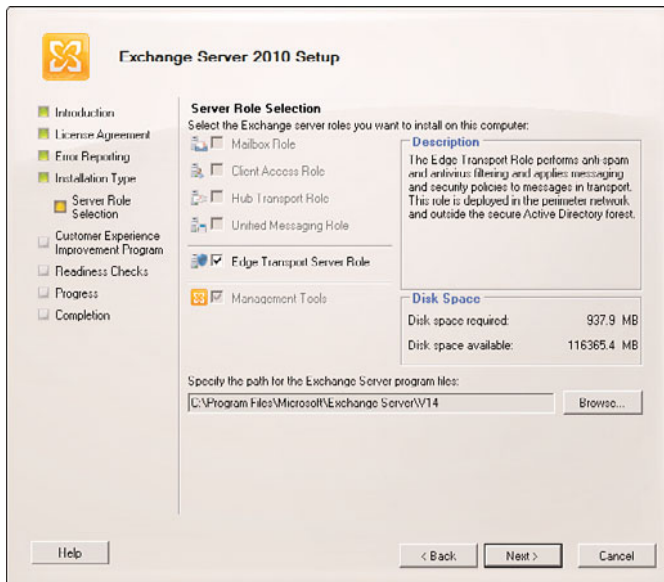 Exchange Server 2010 Setup
Introduction
License Agreement
Error Reporting
Installation Type
Server Role
Selection
Customer Experience
Improvement Program
Readiness Checks
Progress
Completion
Server Role Selection
Select the Exchange server roles you want to install on this computer:
Mailbox Role
Client Access Role
Hub Transport Role
Unified Messaging Role
Edge Transport Server Role
Management Tools
Description
The Edge Transport Role performs anti-spam
and antivirus filtering and applies messaging
and security policies to messages in transport.
This role is deployed in the perimeter network
and outside the secure Active Directory forest.
Disk Space
Disk space required: 937.9 MB
Disk space available: 116365.4 MB
Specify the path for the Exchange Server program files:
C:\Program Files\Microsoft\Exchange Server\V14
Browse...
Help
< Back
Next >
Cancel